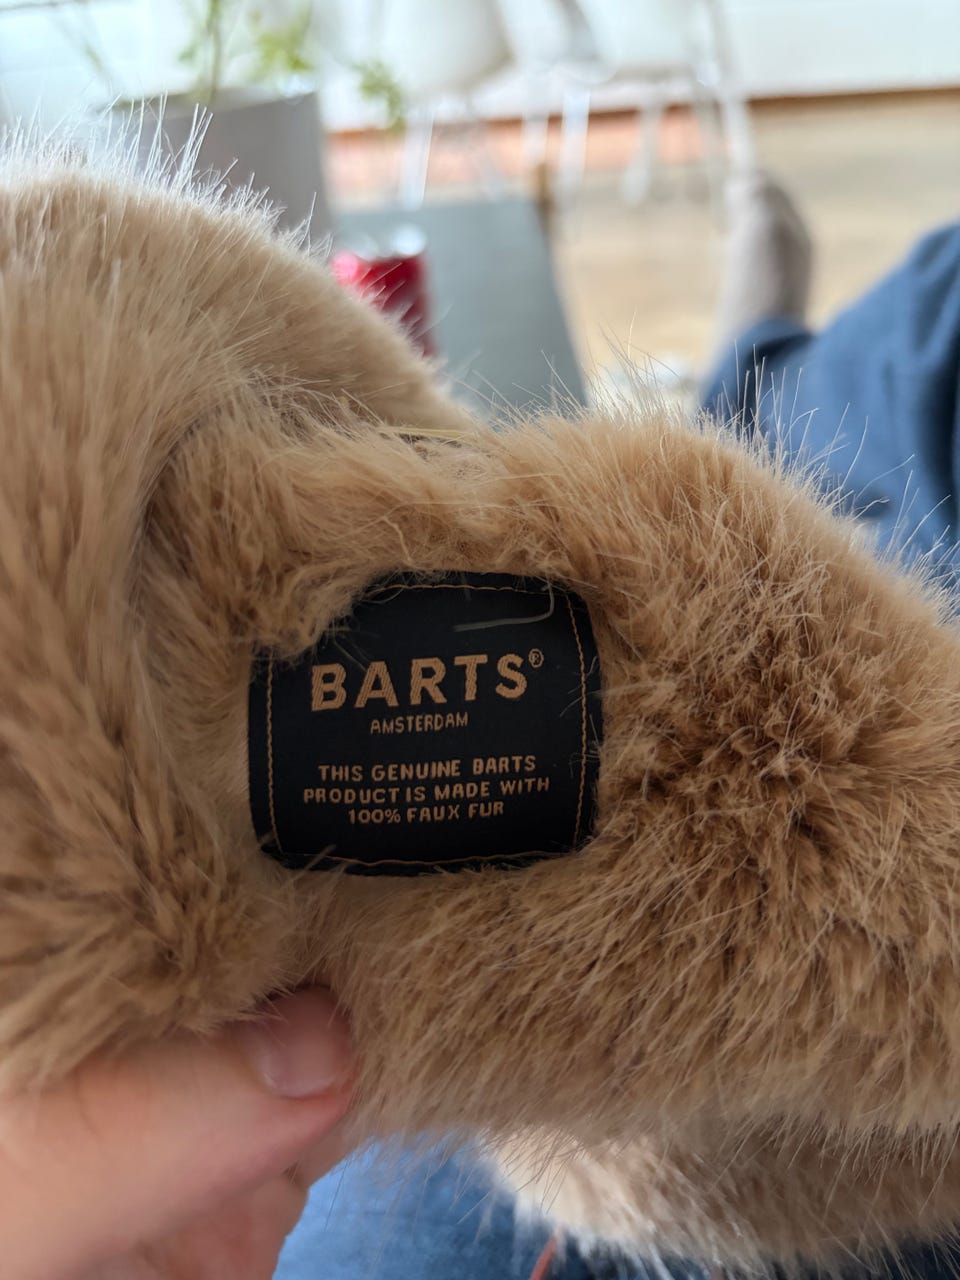 BARTS®
AMSTERDAM
THIS GENUINE BARTS
PRODUCT IS MADE WITH
100% FAUX FUR